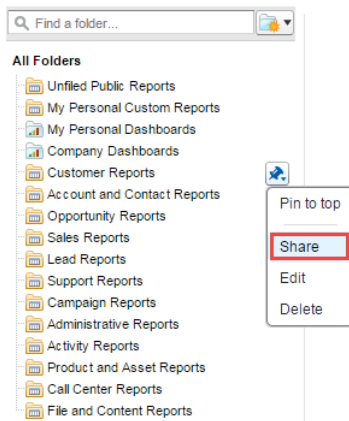 Find a folder...
All Folders
Unfiled Public Reports
My Personal Custom Reports
My Personal Dashboards
Company Dashboards
Customer Reports
Account and Contact Reports
Opportunity Reports
Sales Reports
Lead Reports
Support Reports
Campaign Reports
Administrative Reports
Activity Reports
Product and Asset Reports
Call Center Reports
File and Content Reports
Pin to top
Share
Edit
Delete